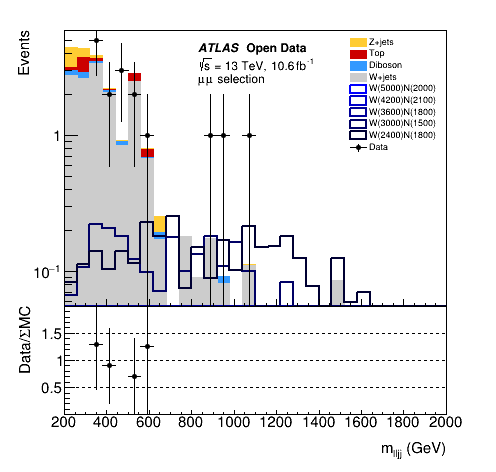 Events
ATLAS Open Data
√s = 13 TeV, 10.6fb⁻¹
μμ selection
Z+jets
Top
Diboson
W+jets
W(5000)N(2000)
W(4200)N(2100)
W(3600)N(1800)
W(3000)N(1500)
W(2400)N(1800)
Data
1
10⁻¹
Data/ΣMC
1.5
1
0.5
200 400 600 800 1000 1200 1400 1600 1800 2000
m_lljj (GeV)